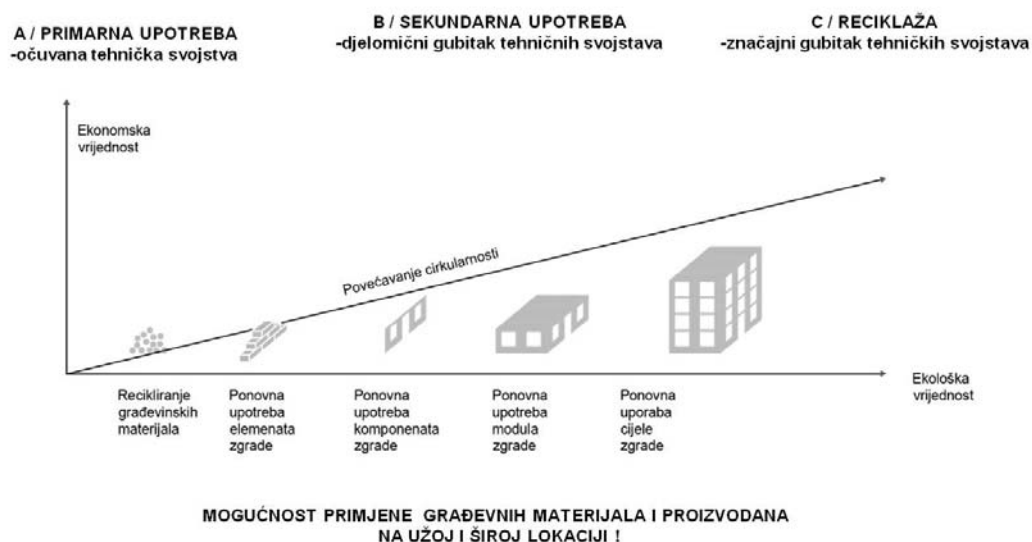 A / PRIMARNA UPOTREBA
-očuvana tehnička svojstva
B / SEKUNDARNA UPOTREBA
-djelomični gubitak tehničnih svojstava
C / RECIKLAŽA
-značajni gubitak tehničkih svojstava
Ekonomska
vrijednost
Povećavanje cirkularnosti
Ekološka
vrijednost
Recikliranje
građevinskih
materijala
Ponovna
upotreba
elemenata
zgrade
Ponovna
upotreba
komponenata
zgrade
Ponovna
upotreba
modula
zgrade
Ponovna
uporaba
cijele
zgrade
MOGUĆNOST PRIMJENE GRAĐEVNIH MATERIJALA I PROIZVODANA
NA UŽOJ I ŠIROJ LOKACIJI !